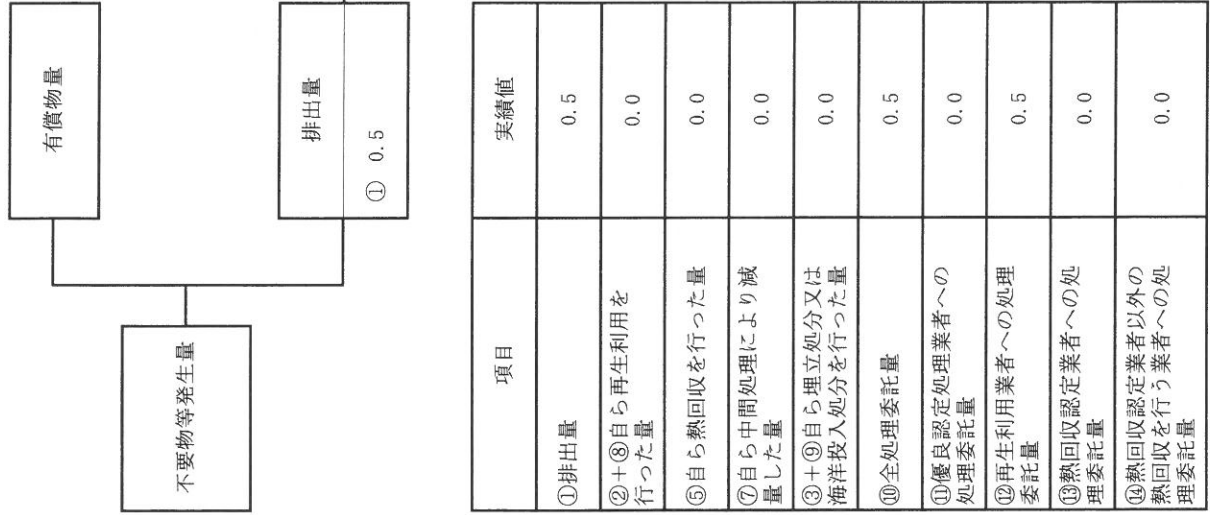 不要物等発生量
有償物量
排出量
① 0.5
項目
実績値
①排出量
0.5
②+⑧自ら再生利用を
行った量
0.0
⑤自ら熱回収を行った量
0.0
⑦自ら中間処理により減
量した量
0.0
③+⑨自ら埋立処分又は
海洋投入処分を行った量
0.0
⑩全処理委託量
0.5
⑪優良認定処理業者への
処理委託量
0.0
⑫再生利用業者への処理
委託量
0.5
⑬熱回収認定業者への処
理委託量
0.0
⑭熱回収認定業者以外の
熱回収を行う業者への処
理委託量
0.0